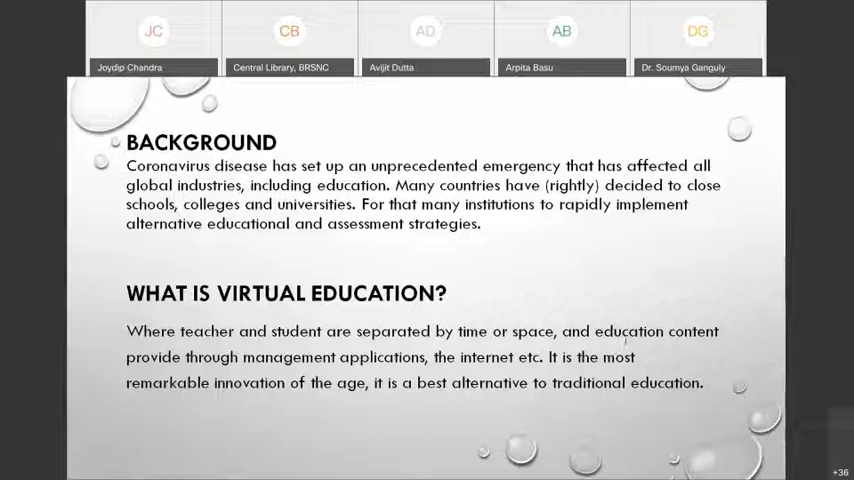 JC
CB
AD
AB
DG
Joydip Chandra
Central Library, BRSNC
Avijit Dutta
Arpita Basu
Dr. Soumya Ganguly
BACKGROUND
Coronavirus disease has set up an unprecedented emergency that has affected all
global industries, including education. Many countries have (rightly) decided to close
schools, colleges and universities. For that many institutions to rapidly implement
alternative educational and assessment strategies.
WHAT IS VIRTUAL EDUCATION?
Where teacher and student are separated by time or space, and education content
provide through management applications, the internet etc. It is the most
remarkable innovation of the age, it is a best alternative to traditional education.
+36